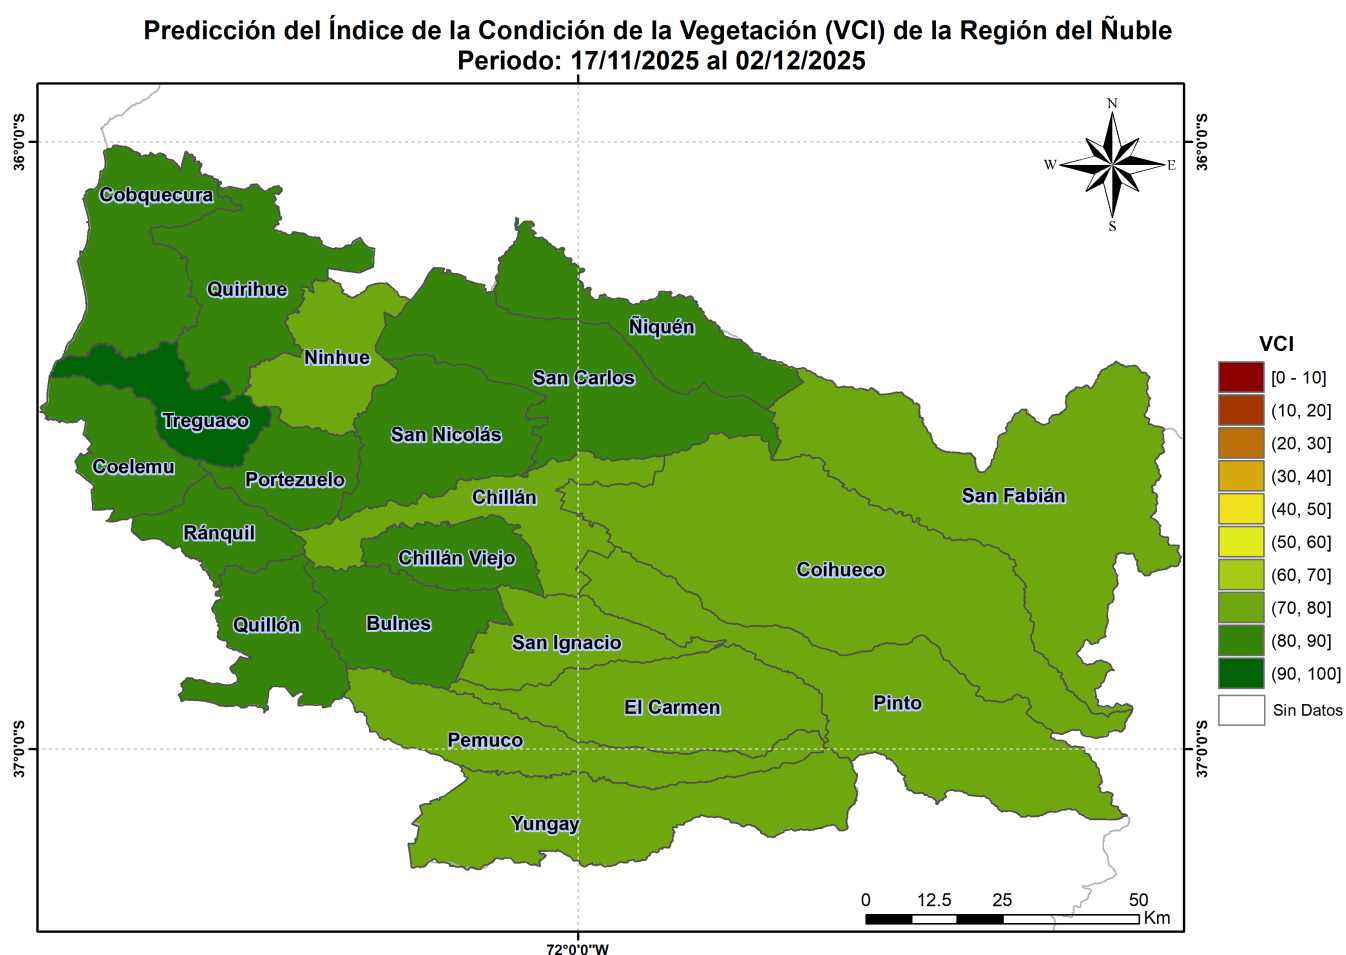 Predicción del Índice de la Condición de la Vegetación (VCI) de la Región del Ñuble
Periodo: 17/11/2025 al 02/12/2025
36°0'0"S
36°0'0"S
N
W
E
S
Cobquecura
Quirihue
Ñiquén
Ninhue
San Carlos
Treguaco
San Nicolás
Coelemu
Portezuelo
Chillán
San Fabián
Ránquil
Chillán Viejo
Coihueco
Quillón
Bulnes
San Ignacio
El Carmen
Pinto
Pemuco
Yungay
37°0'0"S
37°0'0"S
VCI
[0 - 10]
(10, 20]
(20, 30]
(30, 40]
(40, 50]
(50, 60]
(60, 70]
(70, 80]
(80, 90]
(90, 100]
Sin Datos
0 12.5 25 50
Km
72°0'0"W